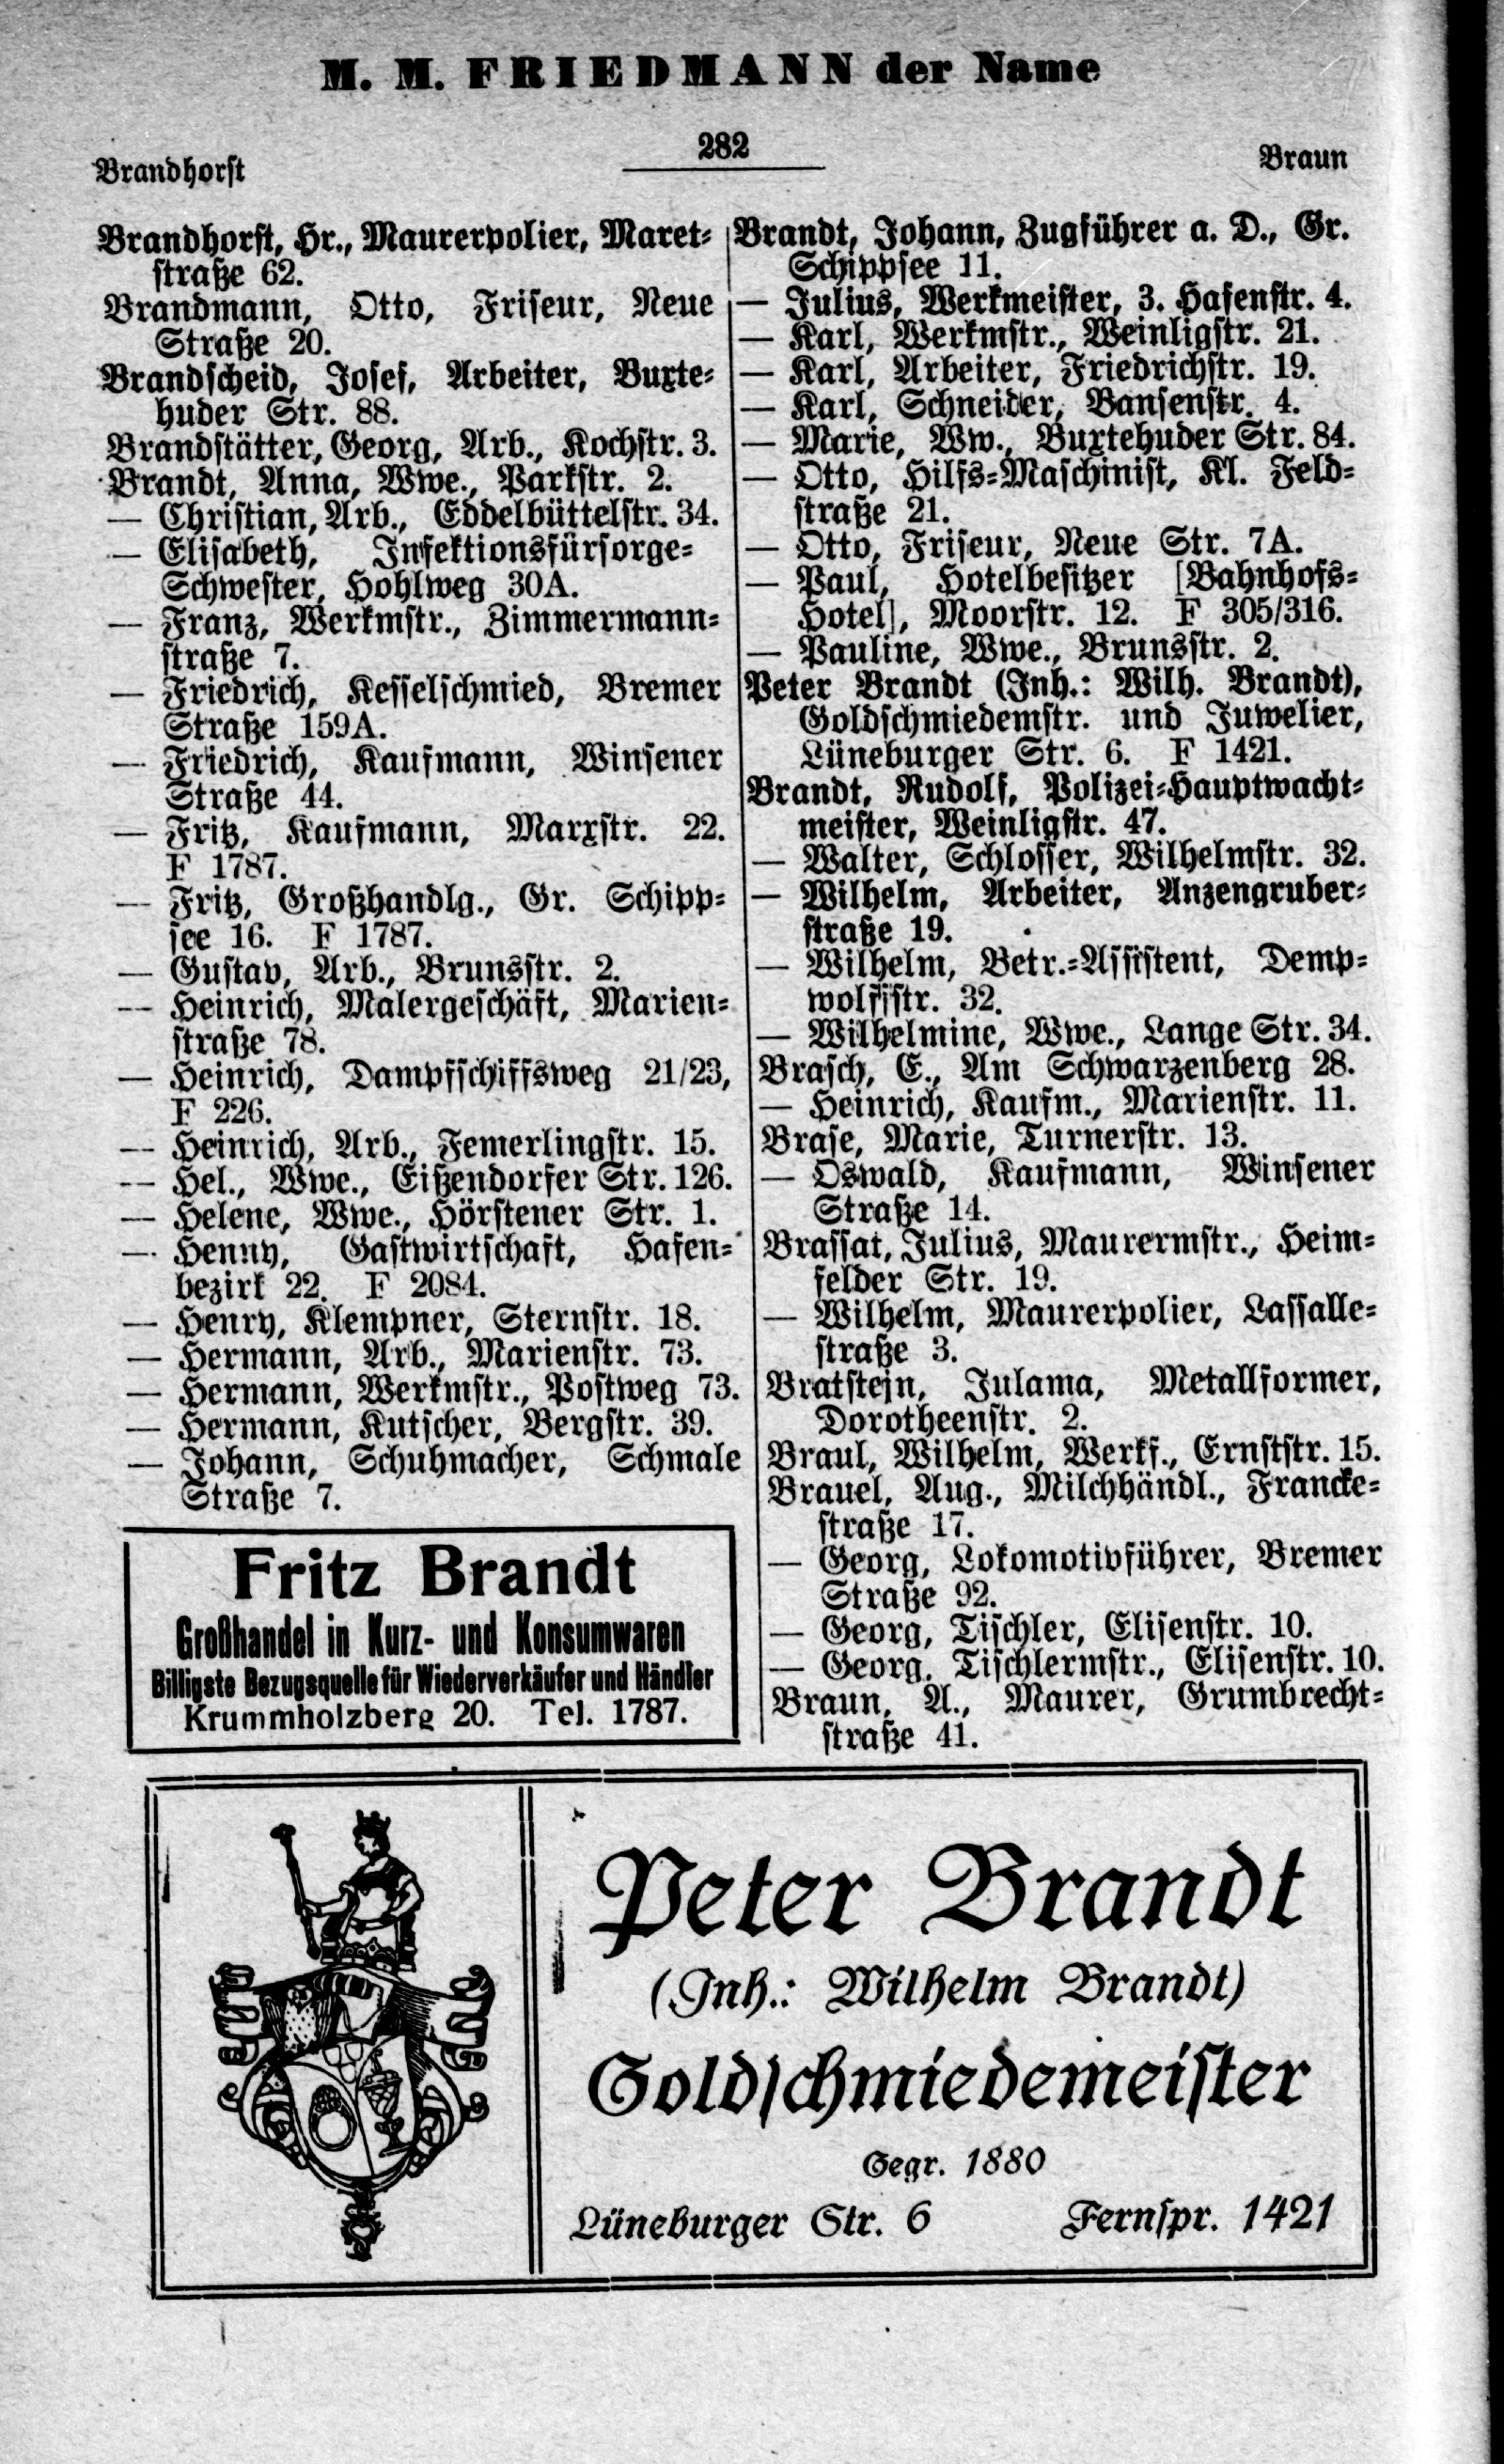 M. M. FRIEDMANN der Name
282
Brandhorst
Braun
Brandhorst, Hr., Maurerpolier, Maret-
straße 62.
Brandmann, Otto, Friseur, Neue
Straße 20.
Brandscheid, Josef, Arbeiter, Buxte-
huder Str. 88.
Brandstätter, Georg, Arb., Kochstr. 3.
Brandt, Anna, Wwe., Parkstr. 2.
— Christian, Arb., Eddelbüttelstr. 34.
— Elisabeth, Infektionsfürsorge-
Schwester, Hohlweg 30A.
— Franz, Werkmstr., Zimmermann-
straße 7.
— Friedrich, Kesselschmied, Bremer
Straße 159A.
— Friedrich, Kaufmann, Winsener
Straße 44.
— Fritz, Kaufmann, Marxstr. 22.
F 1787.
— Fritz, Großhandlg., Gr. Schipp-
see 16. F 1787.
— Gustav, Arb., Brunsstr. 2.
— Heinrich, Malergeschäft, Marien-
straße 78.
— Heinrich, Dampfschiffsweg 21/23,
F 226.
— Heinrich, Arb., Femerlingstr. 15.
— Hel., Wwe., Eißendorfer Str. 126.
— Helene, Wwe., Hörstener Str. 1.
— Henny, Gastwirtschaft, Hafen-
bezirk 22. F 2084.
— Henry, Klempner, Sternstr. 18.
— Hermann, Arb., Marienstr. 73.
— Hermann, Werkmstr., Postweg 73.
— Hermann, Kutscher, Bergstr. 39.
— Johann, Schuhmacher, Schmale
Straße 7.
Fritz Brandt
Großhandel in Kurz- und Konsumwaren
Billigste Bezugsquelle für Wiederverkäufer und Händler
Krummholzberg 20. Tel. 1787.
Brandt, Johann, Zugführer a. D., Gr.
Schippsee 11.
— Julius, Werkmeister, 3. Hafenstr. 4.
— Karl, Werkmstr., Weinligstr. 21.
— Karl, Arbeiter, Friedrichstr. 19.
— Karl, Schneider, Bansenstr. 4.
— Marie, Ww., Buxtehuder Str. 84.
— Otto, Hilfs-Maschinist, Kl. Feld-
straße 21.
— Otto, Friseur, Neue Str. 7A.
— Paul, Hotelbesitzer [Bahnhofs-
Hotel], Moorstr. 12. F 305/316.
— Pauline, Wwe., Brunsstr. 2.
Peter Brandt (Inh.: Wilh. Brandt),
Goldschmiedemstr. und Juwelier,
Lüneburger Str. 6. F 1421.
Brandt, Rudolf, Polizei-Hauptwacht-
meister, Weinligstr. 47.
— Walter, Schlosser, Wilhelmstr. 32.
— Wilhelm, Arbeiter, Anzengruber-
straße 19.
— Wilhelm, Betr.-Assistent, Demp-
wolffstr. 32.
— Wilhelmine, Wwe., Lange Str. 34.
Brasch, E., Am Schwarzenberg 28.
— Heinrich, Kaufm., Marienstr. 11.
Brase, Marie, Turnerstr. 13.
— Oswald, Kaufmann, Winsener
Straße 14.
Brassat, Julius, Maurermstr., Heim-
felder Str. 19.
— Wilhelm, Maurerpolier, Lassalle-
straße 3.
Bratstejn, Julama, Metallformer,
Dorotheenstr. 2.
Braul, Wilhelm, Werkf., Ernststr. 15.
Brauel, Aug., Milchhändl., Francke-
straße 17.
— Georg, Lokomotivführer, Bremer
Straße 92.
— Georg, Tischler, Elisenstr. 10.
— Georg, Tischlermstr., Elisenstr. 10.
Braun, A., Maurer, Grumbrecht-
straße 41.
Peter Brandt
(Inh.: Wilhelm Brandt)
Goldschmiedemeister
Gegr. 1880
Lüneburger Str. 6 Fernspr. 1421